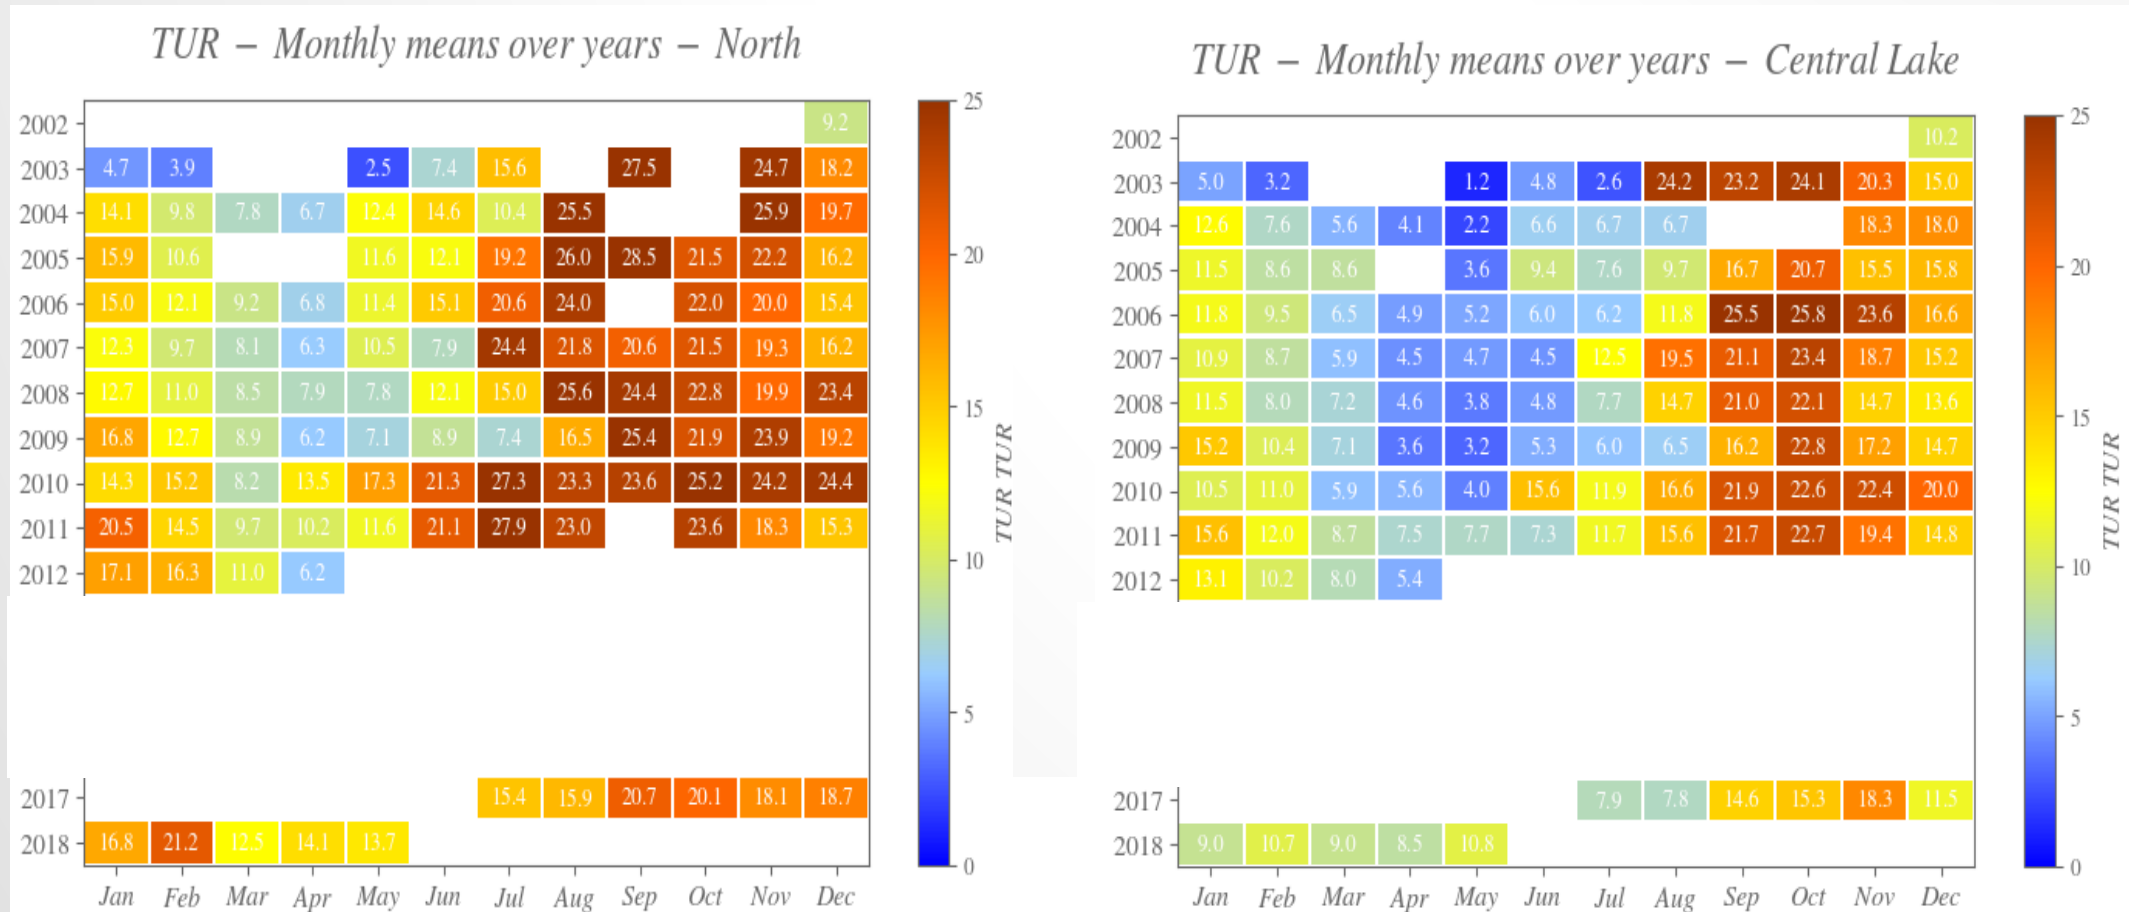 TUR – Monthly means over years – North
2002 9.2
2003 4.7 3.9 2.5 7.4 15.6 27.5 24.7 18.2
2004 14.1 9.8 7.8 6.7 12.4 14.6 10.4 25.5 25.9 19.7
2005 15.9 10.6 11.6 12.1 19.2 26.0 28.5 21.5 22.2 16.2
2006 15.0 12.1 9.2 6.8 11.4 15.1 20.6 24.0 22.0 20.0 15.4
2007 12.3 9.7 8.1 6.3 10.5 7.9 24.4 21.8 20.6 21.5 19.3 16.2
2008 12.7 11.0 8.5 7.9 7.8 12.1 15.0 25.6 24.4 22.8 19.9 23.4
2009 16.8 12.7 8.9 6.2 7.1 8.9 7.4 16.5 25.4 21.9 23.9 19.2
2010 14.3 15.2 8.2 13.5 17.3 21.3 27.3 23.3 23.6 25.2 24.2 24.4
2011 20.5 14.5 9.7 10.2 11.6 21.1 27.9 23.0 23.6 18.3 15.3
2012 17.1 16.3 11.0 6.2
2017 15.4 15.9 20.7 20.1 18.1 18.7
2018 16.8 21.2 12.5 14.1 13.7
Jan Feb Mar Apr May Jun Jul Aug Sep Oct Nov Dec
25
20
15
10
5
0
TUR TUR
TUR – Monthly means over years – Central Lake
2002 10.2
2003 5.0 3.2 1.2 4.8 2.6 24.2 23.2 24.1 20.3 15.0
2004 12.6 7.6 5.6 4.1 2.2 6.6 6.7 6.7 18.3 18.0
2005 11.5 8.6 8.6 3.6 9.4 7.6 9.7 16.7 20.7 15.5 15.8
2006 11.8 9.5 6.5 4.9 5.2 6.0 6.2 11.8 25.5 25.8 23.6 16.6
2007 10.9 8.7 5.9 4.5 4.7 4.5 12.5 19.5 21.1 23.4 18.7 15.2
2008 11.5 8.0 7.2 4.6 3.8 4.8 7.7 14.7 21.0 22.1 14.7 13.6
2009 15.2 10.4 7.1 3.6 3.2 5.3 6.0 6.5 16.2 22.8 17.2 14.7
2010 10.5 11.0 5.9 5.6 4.0 15.6 11.9 16.6 21.9 22.6 22.4 20.0
2011 15.6 12.0 8.7 7.5 7.7 7.3 11.7 15.6 21.7 22.7 19.4 14.8
2012 13.1 10.2 8.0 5.4
2017 7.9 7.8 14.6 15.3 18.3 11.5
2018 9.0 10.7 9.0 8.5 10.8
Jan Feb Mar Apr May Jun Jul Aug Sep Oct Nov Dec
25
20
15
10
5
0
TUR TUR